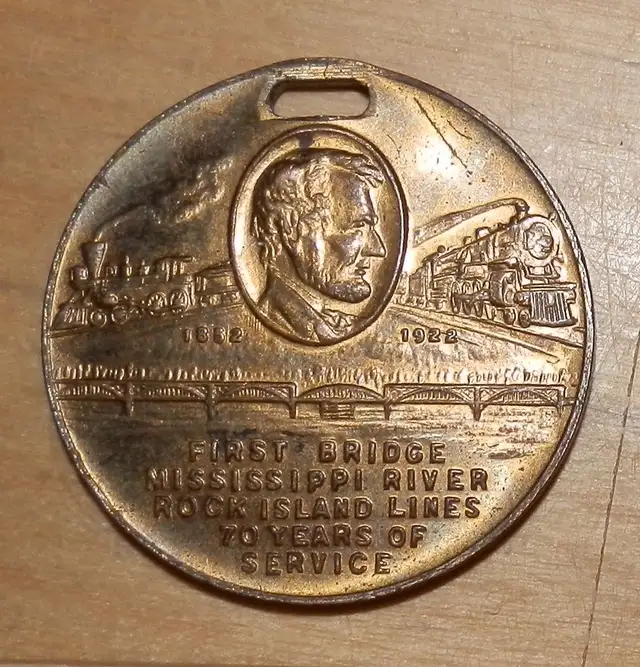 1852 1922
FIRST BRIDGE
MISSISSIPPI RIVER
ROCK ISLAND LINES
70 YEARS OF
SERVICE